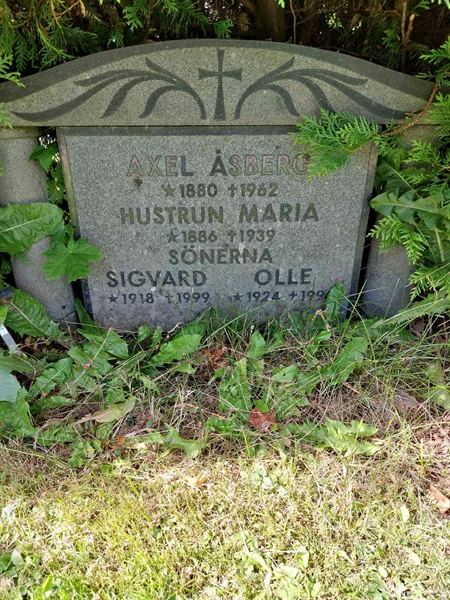 AXEL ÅSBERG
★1880 †1962
HUSTRUN MARIA
★1886 †1939
SÖNERNA
SIGVARD OLLE
★1918 †1999 ★1924